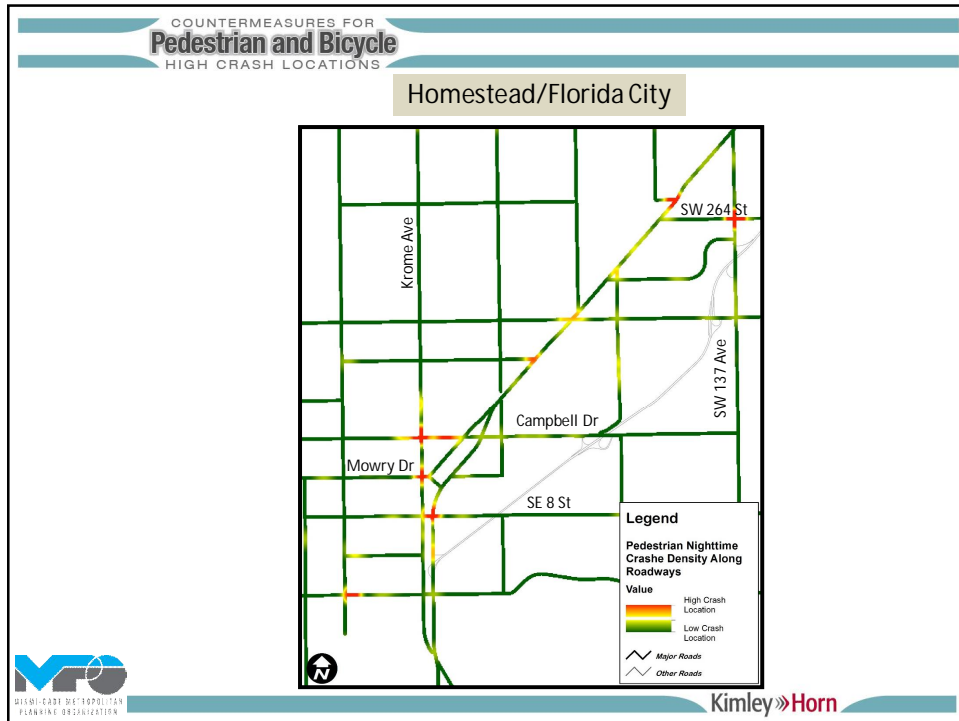 COUNTERMEASURES FOR
Pedestrian and Bicycle
HIGH CRASH LOCATIONS
Homestead/Florida City
SW 264 St
Krome Ave
SW 137 Ave
Campbell Dr
Mowry Dr
SE 8 St
Legend
Pedestrian Nighttime
Crashe Density Along
Roadways
Value
High Crash
Location
Low Crash
Location
Major Roads
Other Roads
N
MPO
MIAMI-DADE METROPOLITAN
PLANNING ORGANIZATION
Kimley»Horn